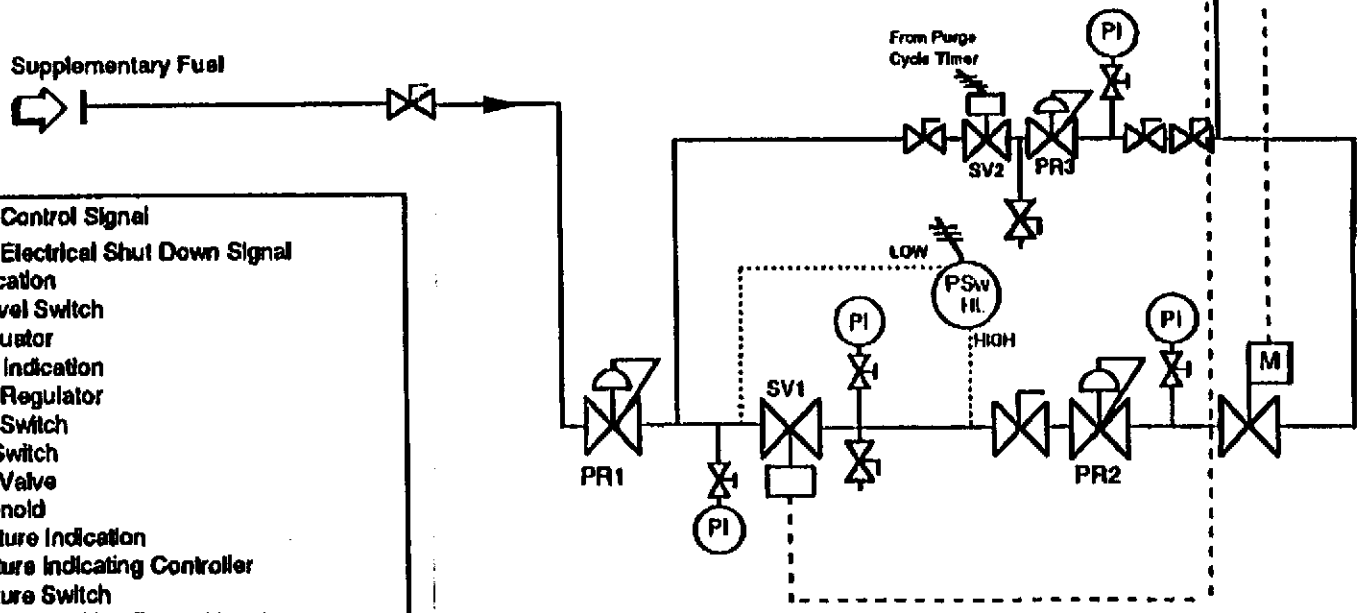 Supplementary Fuel
From Purge
Cycle Timer
PI
SV2
PR3
Control Signal
Electrical Shut Down Signal
cation
vel Switch
uator
Indication
Regulator
Switch
Switch
Valve
noid
ture Indication
ture Indicating Controller
ture Switch
LOW
PSw
HL
HIGH
PI
PI
SV1
M
PR1
PR2
PI